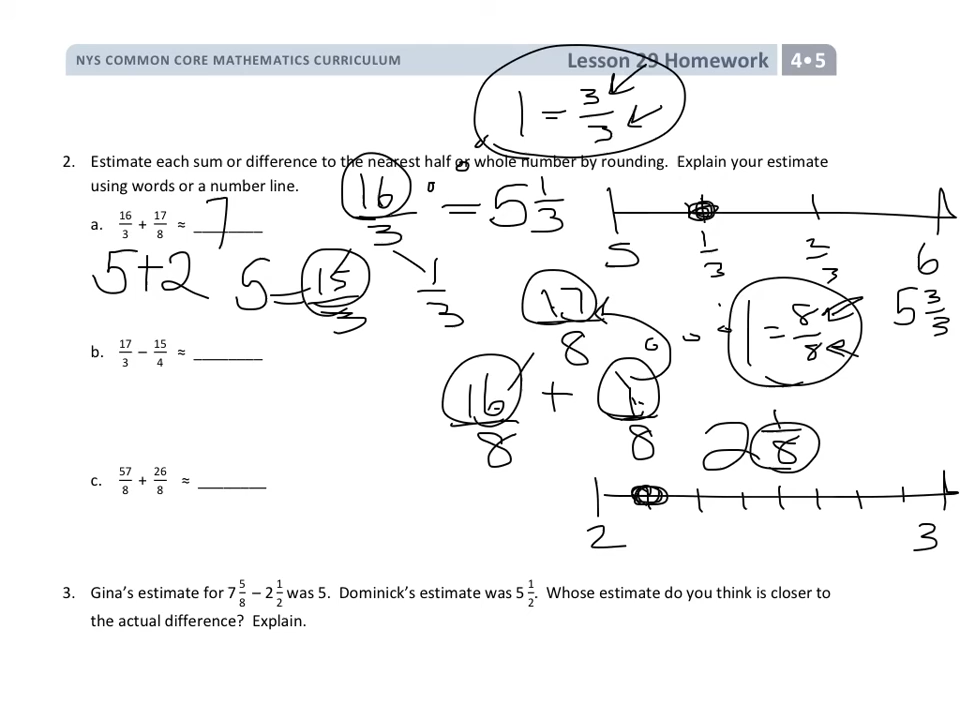 NYS COMMON CORE MATHEMATICS CURRICULUM Lesson 29 Homework 4•5
1 = 3/3
2. Estimate each sum or difference to the nearest half or whole number by rounding. Explain your estimate
using words or a number line.
a. 16/3 + 17/8 ≈ 7
16/3 = 5 1/3
5 1/3 2/3 6
5+2 5 = 15/3 1/3
5 3/3
17/8 1 = 8/8
b. 17/3 − 15/4 ≈ ________
16/8 + 1/8 2 1/8
c. 57/8 + 26/8 ≈ ________
2 3
3. Gina's estimate for 7 5/8 − 2 1/2 was 5. Dominick's estimate was 5 1/2. Whose estimate do you think is closer to
the actual difference? Explain.